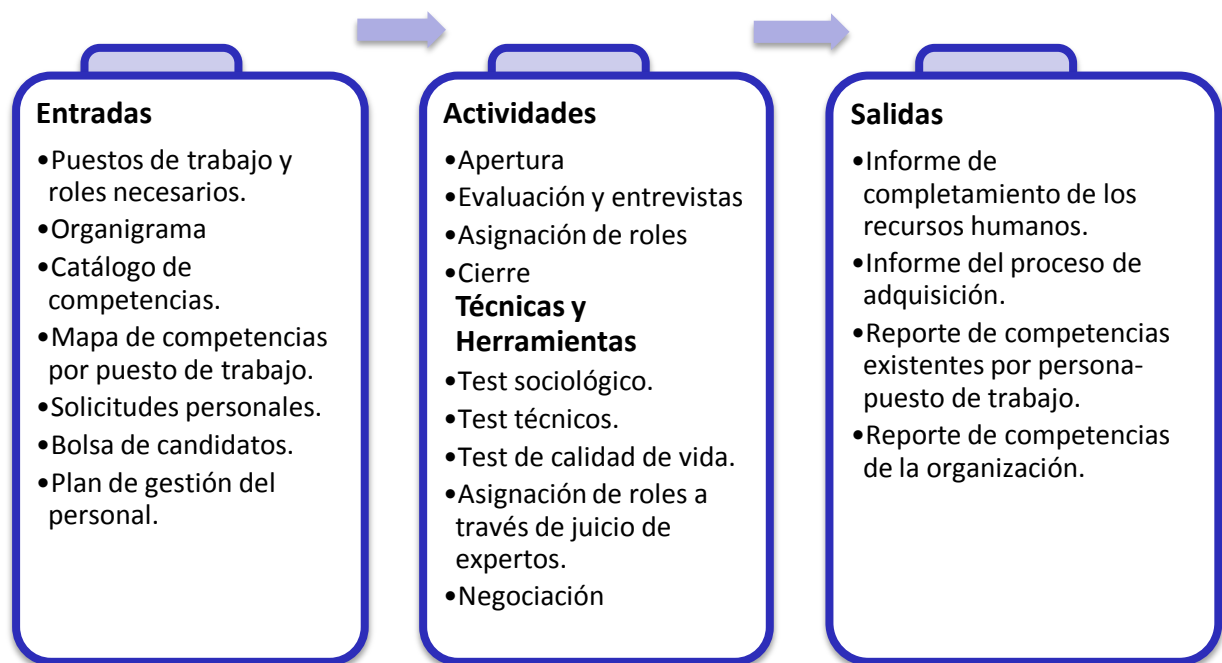 Entradas
•Puestos de trabajo y
roles necesarios.
•Organigrama
•Catálogo de
competencias.
•Mapa de competencias
por puesto de trabajo.
•Solicitudes personales.
•Bolsa de candidatos.
•Plan de gestión del
personal.
Actividades
•Apertura
•Evaluación y entrevistas
•Asignación de roles
•Cierre
Técnicas y
Herramientas
•Test sociológico.
•Test técnicos.
•Test de calidad de vida.
•Asignación de roles a
través de juicio de
expertos.
•Negociación
Salidas
•Informe de
completamiento de los
recursos humanos.
•Informe del proceso de
adquisición.
•Reporte de competencias
existentes por persona-
puesto de trabajo.
•Reporte de competencias
de la organización.